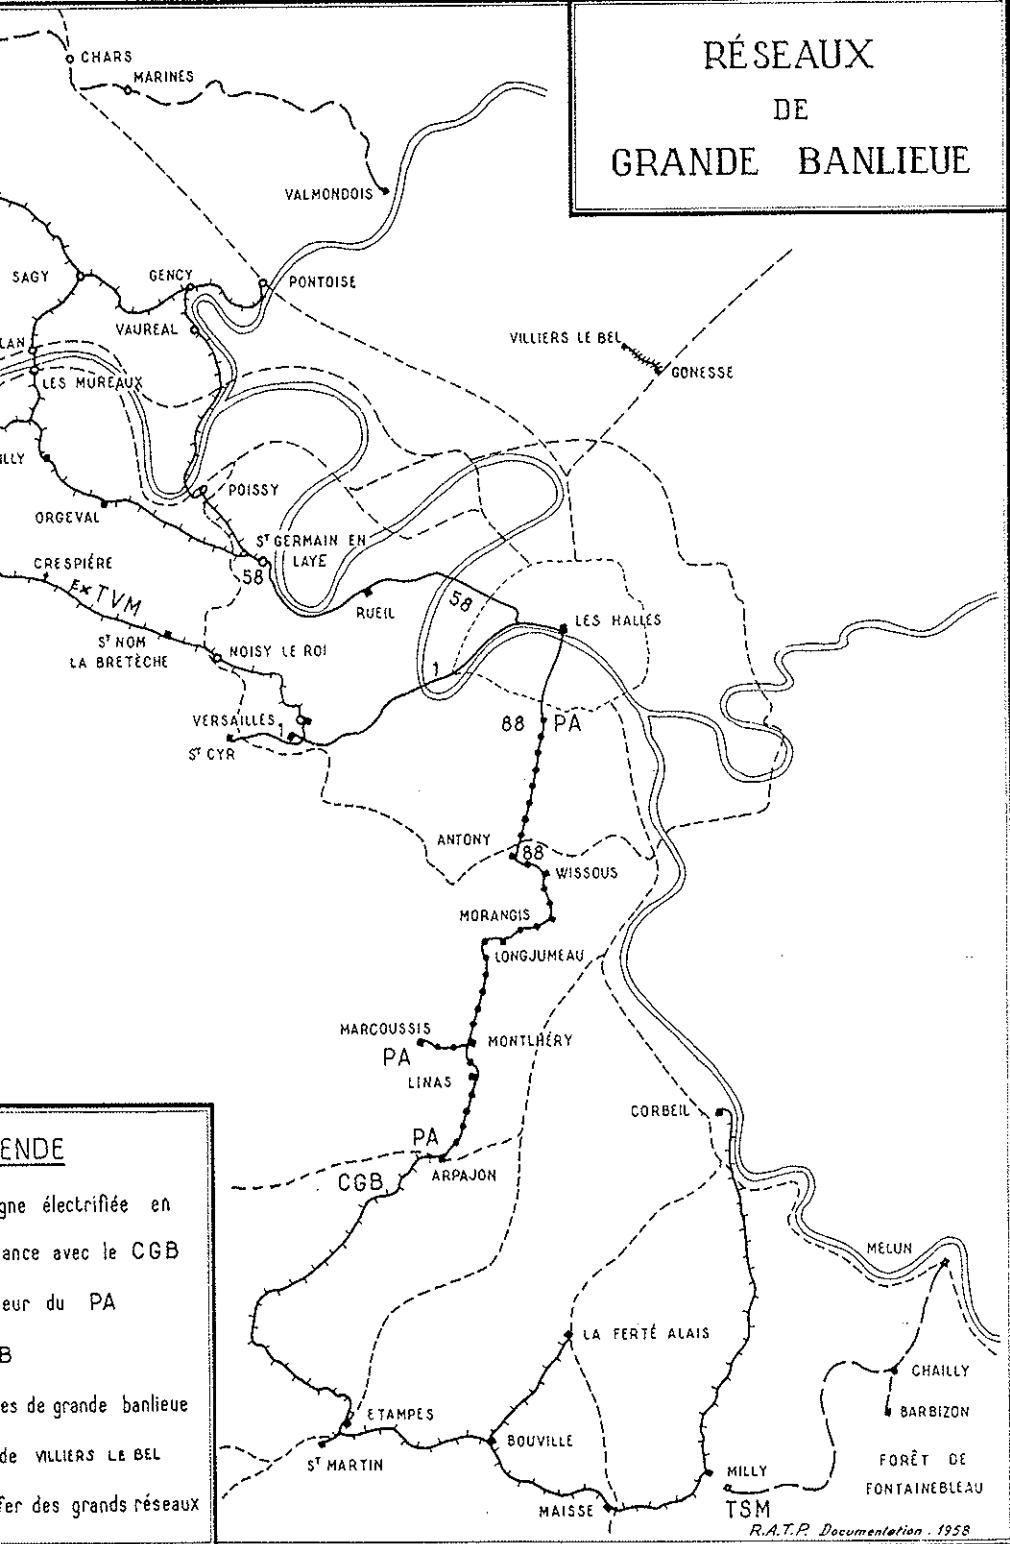 RÉSEAUX
DE
GRANDE BANLIEUE
CHARS
MARINES
VALMONDOIS
SAGY
GENCY
PONTOISE
VAUREAL
LAN
LES MUREAUX
VILLIERS LE BEL
GONESSE
ILLY
POISSY
ORGEVAL
ST GERMAIN EN
LAYE
58
CRESPIÉRE
Ex TVM
RUEIL
58
LES HALLES
ST NOM
LA BRETÈCHE
NOISY LE ROI
1
VERSAILLES
1
ST CYR
88 PA
ANTONY
88
WISSOUS
MORANGIS
LONGJUMEAU
MARCOUSSIS
PA
MONTLHÉRY
LINAS
CORBEIL
PA
ARPAJON
CGB
MELUN
LA FERTÉ ALAIS
CHAILLY
BARBIZON
ETAMPES
BOUVILLE
ST MARTIN
FORÊT DE
FONTAINEBLEAU
MILLY
MAISSE
TSM
R.A.T.P. Documentation. 1958
ENDE
gne électrifiée en
ance avec le CGB
eur du PA
B
es de grande banlieue
de VILLIERS LE BEL
fer des grands réseaux